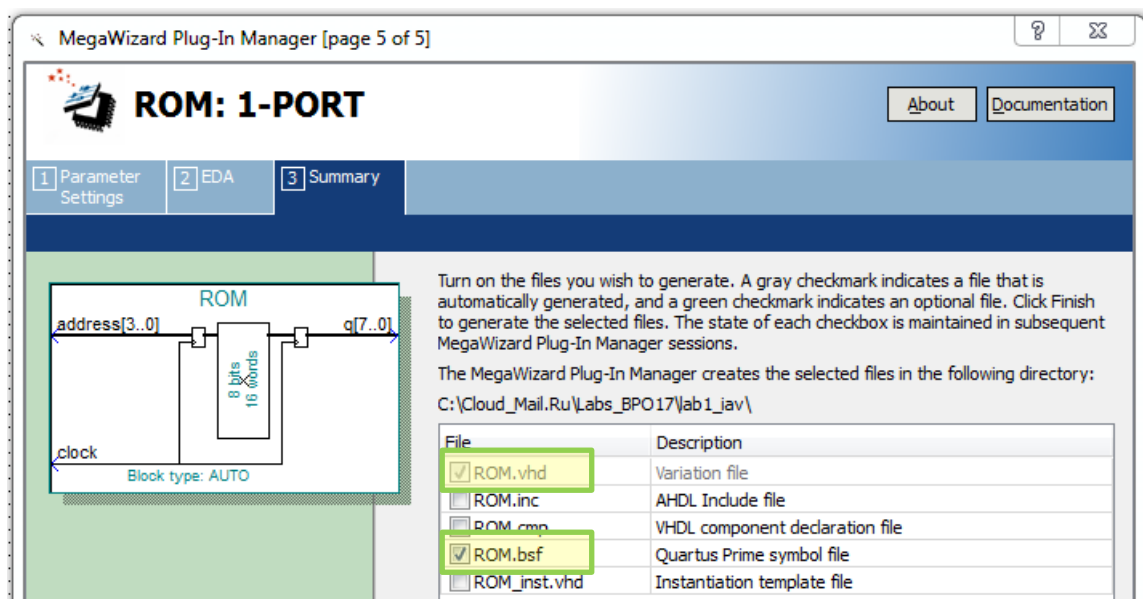 MegaWizard Plug-In Manager [page 5 of 5]
ROM: 1-PORT
About
Documentation
1 Parameter Settings
2 EDA
3 Summary
ROM
address[3..0]
q[7..0]
8 bits
16 words
clock
Block type: AUTO
Turn on the files you wish to generate. A gray checkmark indicates a file that is
automatically generated, and a green checkmark indicates an optional file. Click Finish
to generate the selected files. The state of each checkbox is maintained in subsequent
MegaWizard Plug-In Manager sessions.
The MegaWizard Plug-In Manager creates the selected files in the following directory:
C:\Cloud_Mail.Ru\Labs_BPO17\lab1_iav\
File Description
ROM.vhd Variation file
ROM.inc AHDL Include file
ROM.cmp VHDL component declaration file
ROM.bsf Quartus Prime symbol file
ROM_inst.vhd Instantiation template file